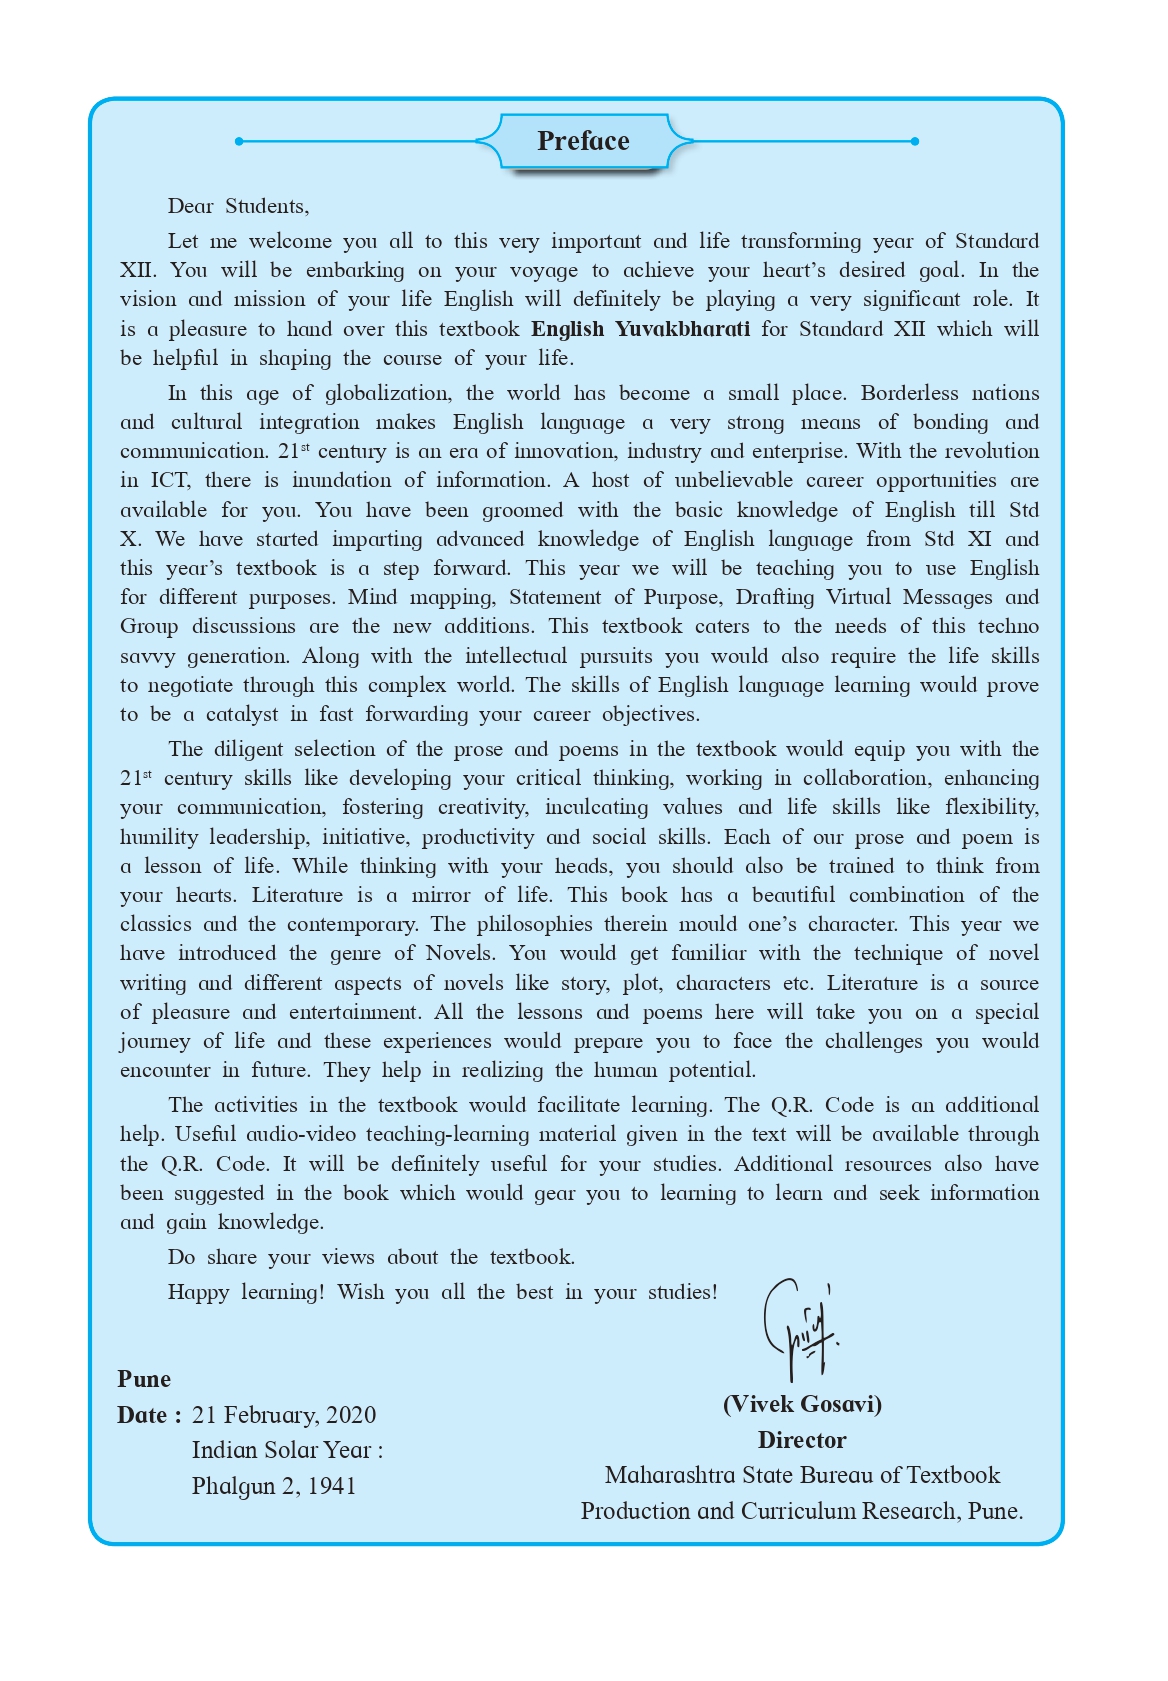 Preface
Dear Students,
Let me welcome you all to this very important and life transforming year of Standard
XII. You will be embarking on your voyage to achieve your heart’s desired goal. In the
vision and mission of your life English will definitely be playing a very significant role. It
is a pleasure to hand over this textbook English Yuvakbharati for Standard XII which will
be helpful in shaping the course of your life.
In this age of globalization, the world has become a small place. Borderless nations
and cultural integration makes English language a very strong means of bonding and
communication. 21st century is an era of innovation, industry and enterprise. With the revolution
in ICT, there is inundation of information. A host of unbelievable career opportunities are
available for you. You have been groomed with the basic knowledge of English till Std
X. We have started imparting advanced knowledge of English language from Std XI and
this year’s textbook is a step forward. This year we will be teaching you to use English
for different purposes. Mind mapping, Statement of Purpose, Drafting Virtual Messages and
Group discussions are the new additions. This textbook caters to the needs of this techno
savvy generation. Along with the intellectual pursuits you would also require the life skills
to negotiate through this complex world. The skills of English language learning would prove
to be a catalyst in fast forwarding your career objectives.
The diligent selection of the prose and poems in the textbook would equip you with the
21st century skills like developing your critical thinking, working in collaboration, enhancing
your communication, fostering creativity, inculcating values and life skills like flexibility,
humility leadership, initiative, productivity and social skills. Each of our prose and poem is
a lesson of life. While thinking with your heads, you should also be trained to think from
your hearts. Literature is a mirror of life. This book has a beautiful combination of the
classics and the contemporary. The philosophies therein mould one’s character. This year we
have introduced the genre of Novels. You would get familiar with the technique of novel
writing and different aspects of novels like story, plot, characters etc. Literature is a source
of pleasure and entertainment. All the lessons and poems here will take you on a special
journey of life and these experiences would prepare you to face the challenges you would
encounter in future. They help in realizing the human potential.
The activities in the textbook would facilitate learning. The Q.R. Code is an additional
help. Useful audio-video teaching-learning material given in the text will be available through
the Q.R. Code. It will be definitely useful for your studies. Additional resources also have
been suggested in the book which would gear you to learning to learn and seek information
and gain knowledge.
Do share your views about the textbook.
Happy learning! Wish you all the best in your studies!
Pune
Date : 21 February, 2020
Indian Solar Year :
Phalgun 2, 1941
(Vivek Gosavi)
Director
Maharashtra State Bureau of Textbook
Production and Curriculum Research, Pune.